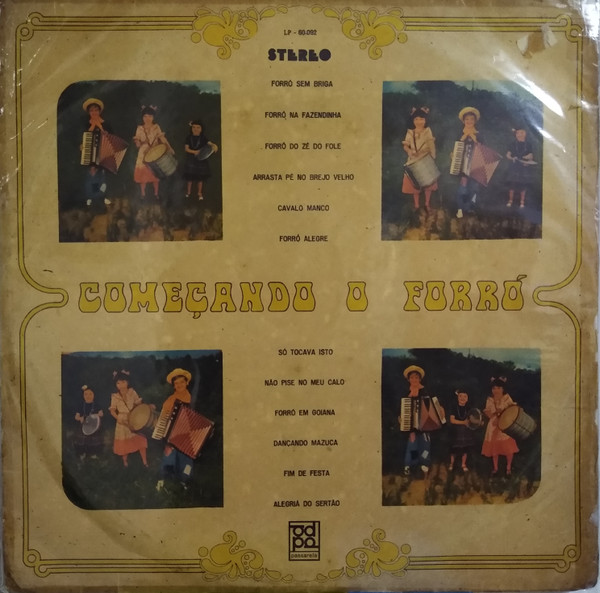 LP - 60.092
STEREO
FORRÓ SEM BRIGA
FORRÓ NA FAZENDINHA
FORRÓ DO ZÉ DO FOLE
ARRASTA PÉ NO BREJO VELHO
CAVALO MANCO
FORRÓ ALEGRE
COMEÇANDO O FORRÓ
SÓ TOCAVA ISTO
NÃO PISE NO MEU CALO
FORRÓ EM GOIANA
DANÇANDO MAZUCA
FIM DE FESTA
ALEGRIA DO SERTÃO
passarela